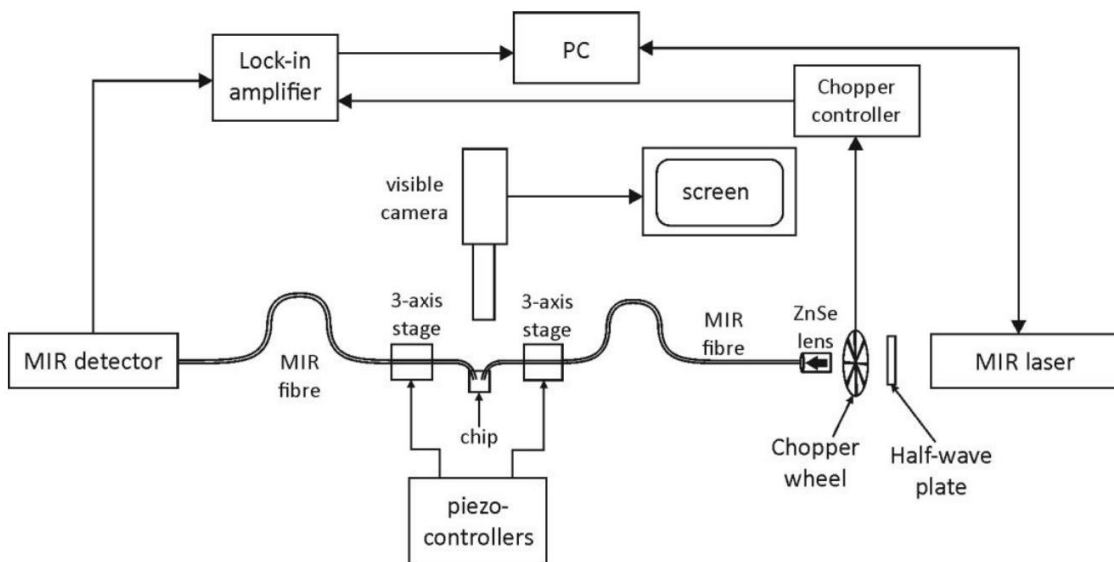 Lock-in
amplifier
PC
Chopper
controller
visible
camera
screen
3-axis
stage
3-axis
stage
MIR
fibre
ZnSe
lens
MIR detector
MIR
fibre
MIR laser
chip
Chopper
wheel
Half-wave
plate
piezo-
controllers